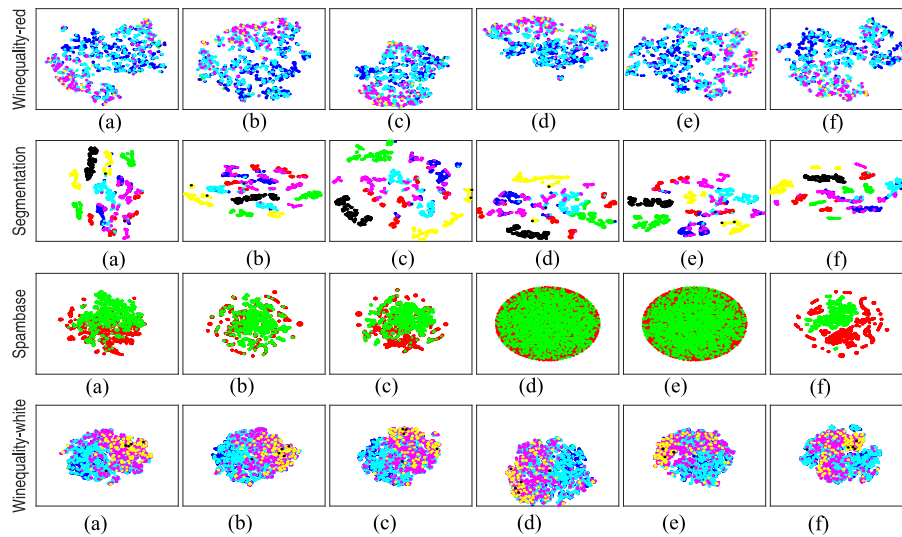 Winequality-red
(a) (b) (c) (d) (e) (f)
Segmentation
(a) (b) (c) (d) (e) (f)
Spambase
(a) (b) (c) (d) (e) (f)
Winequality-white
(a) (b) (c) (d) (e) (f)